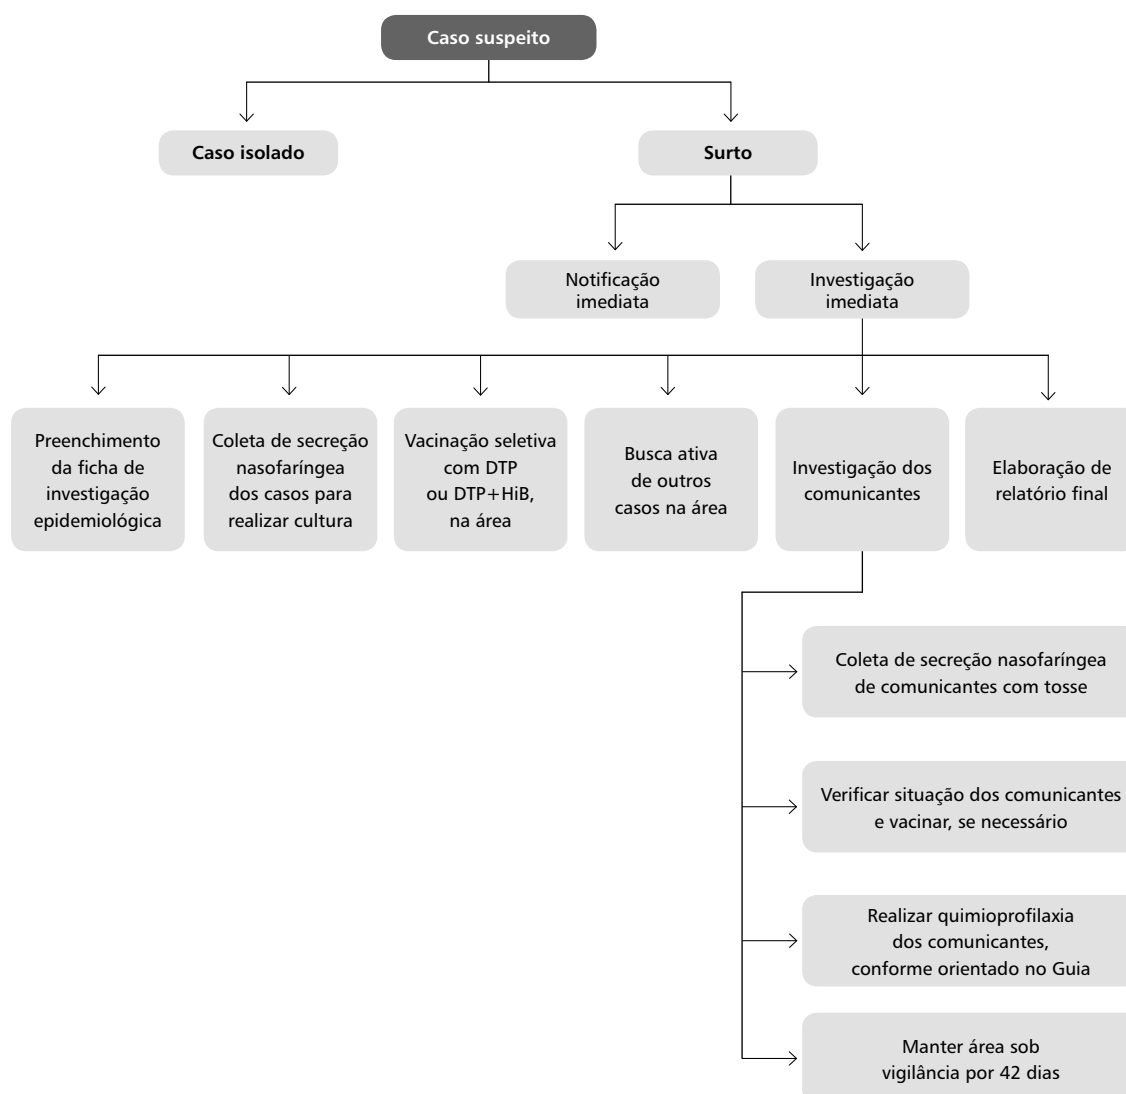 Caso suspeito
Caso isolado
Surto
Notificação
imediata
Investigação
imediata
Preenchimento
da ficha de
investigação
epidemiológica
Coleta de secreção
nasofaríngea
dos casos para
realizar cultura
Vacinação seletiva
com DTP
ou DTP+HiB,
na área
Busca ativa
de outros
casos na área
Investigação dos
comunicantes
Elaboração de
relatório final
Coleta de secreção nasofaríngea
de comunicantes com tosse
Verificar situação dos comunicantes
e vacinar, se necessário
Realizar quimioprofilaxia
dos comunicantes,
conforme orientado no Guia
Manter área sob
vigilância por 42 dias